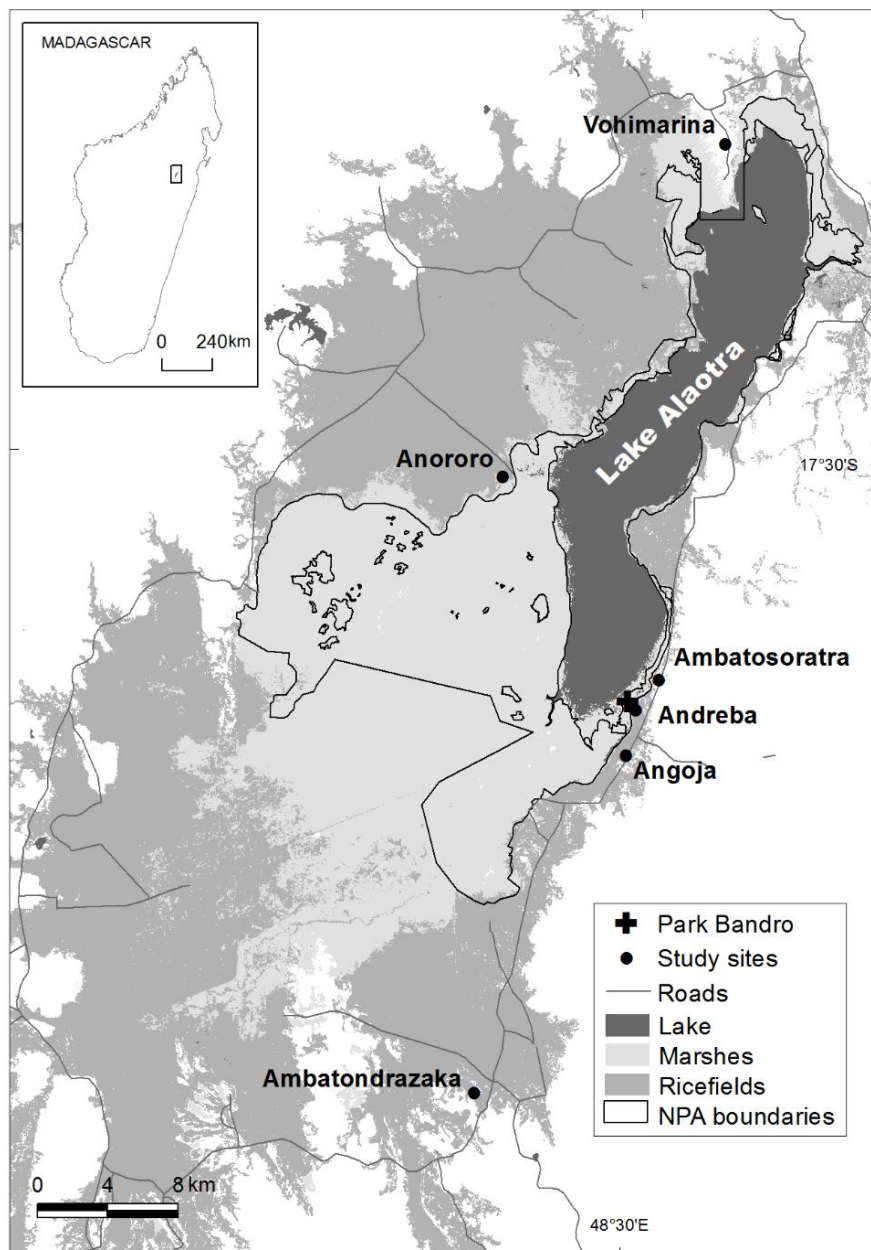 MADAGASCAR
0 240km
Vohimarina
Lake Alaotra
Anororo
17°30'S
Ambatosoratra
Andreba
Angoja
Park Bandro
Study sites
Roads
Lake
Marshes
Ricefields
NPA boundaries
Ambatondrazaka
0 4 8 km
48°30'E